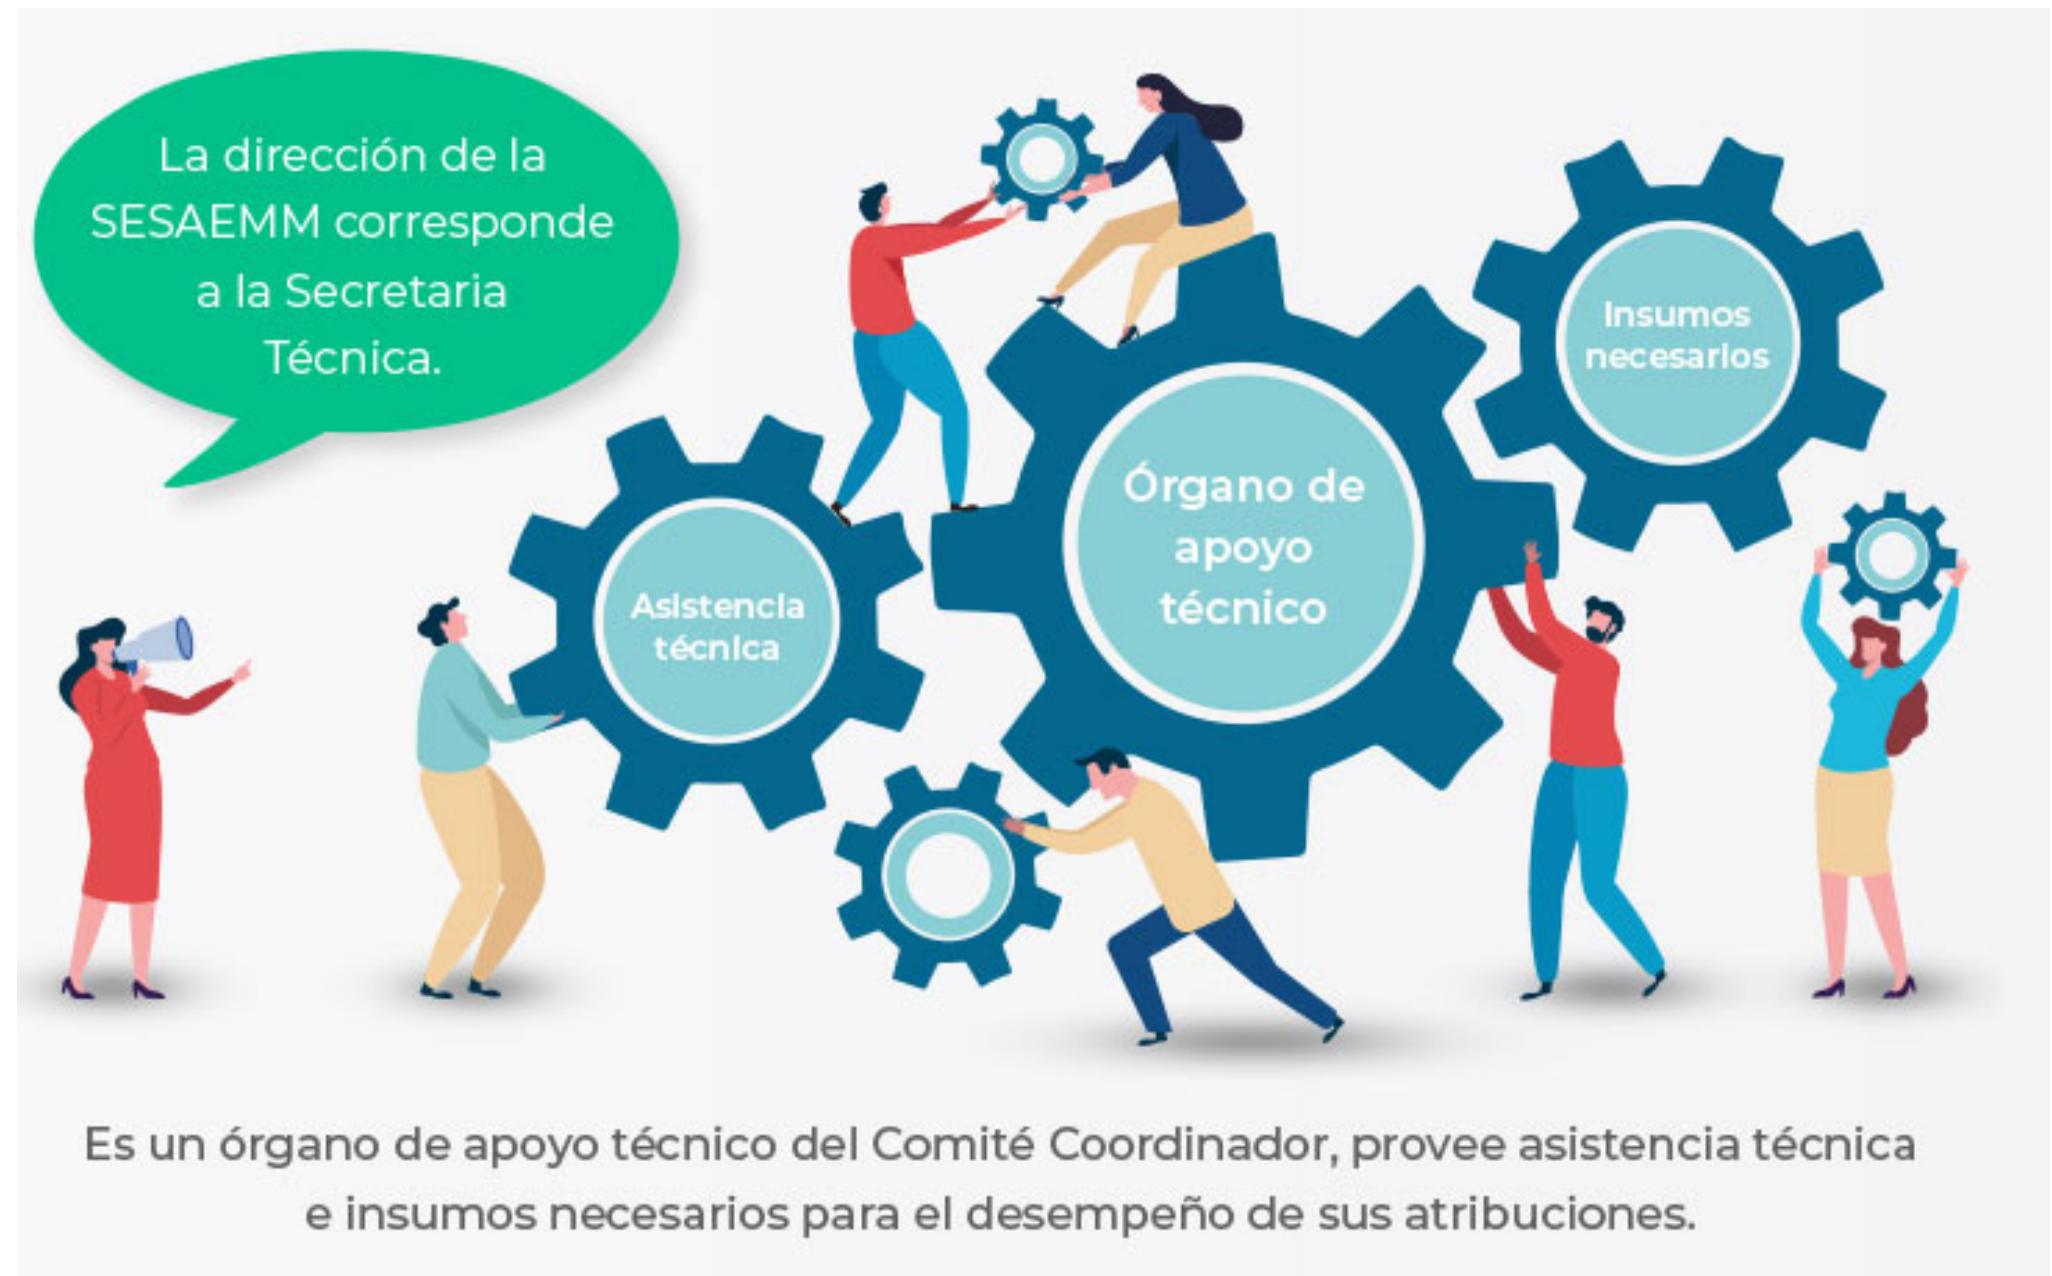 La dirección de la
SESAEMM corresponde
a la Secretaria
Técnica.
Insumos
necesarios
Órgano de
apoyo
técnico
Asistencia
técnica
Es un órgano de apoyo técnico del Comité Coordinador, provee asistencia técnica
e insumos necesarios para el desempeño de sus atribuciones.